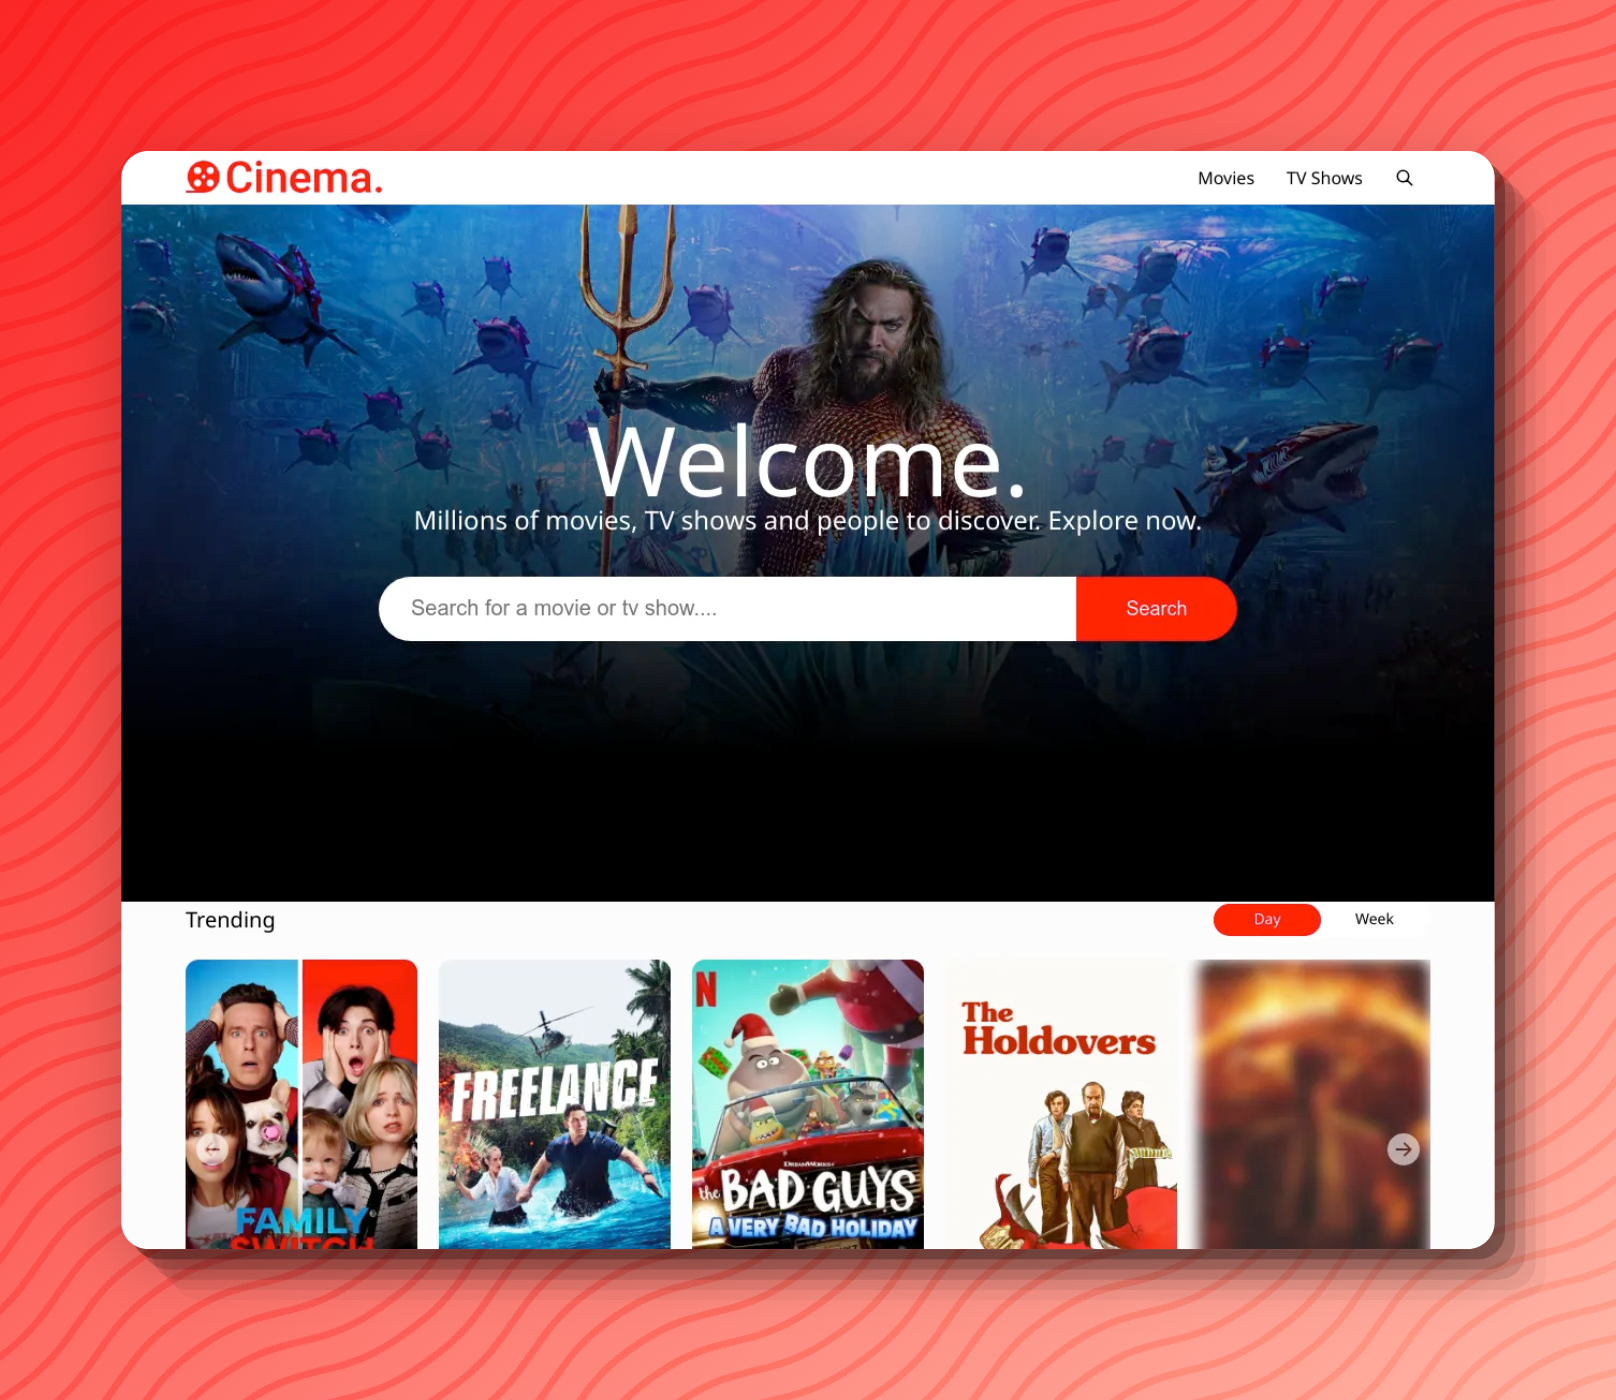 Cinema.
Movies TV Shows
Welcome.
Millions of movies, TV shows and people to discover. Explore now.
Search for a movie or tv show.... Search
Trending
Day Week
FAMILY
SWITCH
FREELANCE
N
DREAMWORKS
the BAD GUYS
A VERY BAD HOLIDAY
The
Holdovers